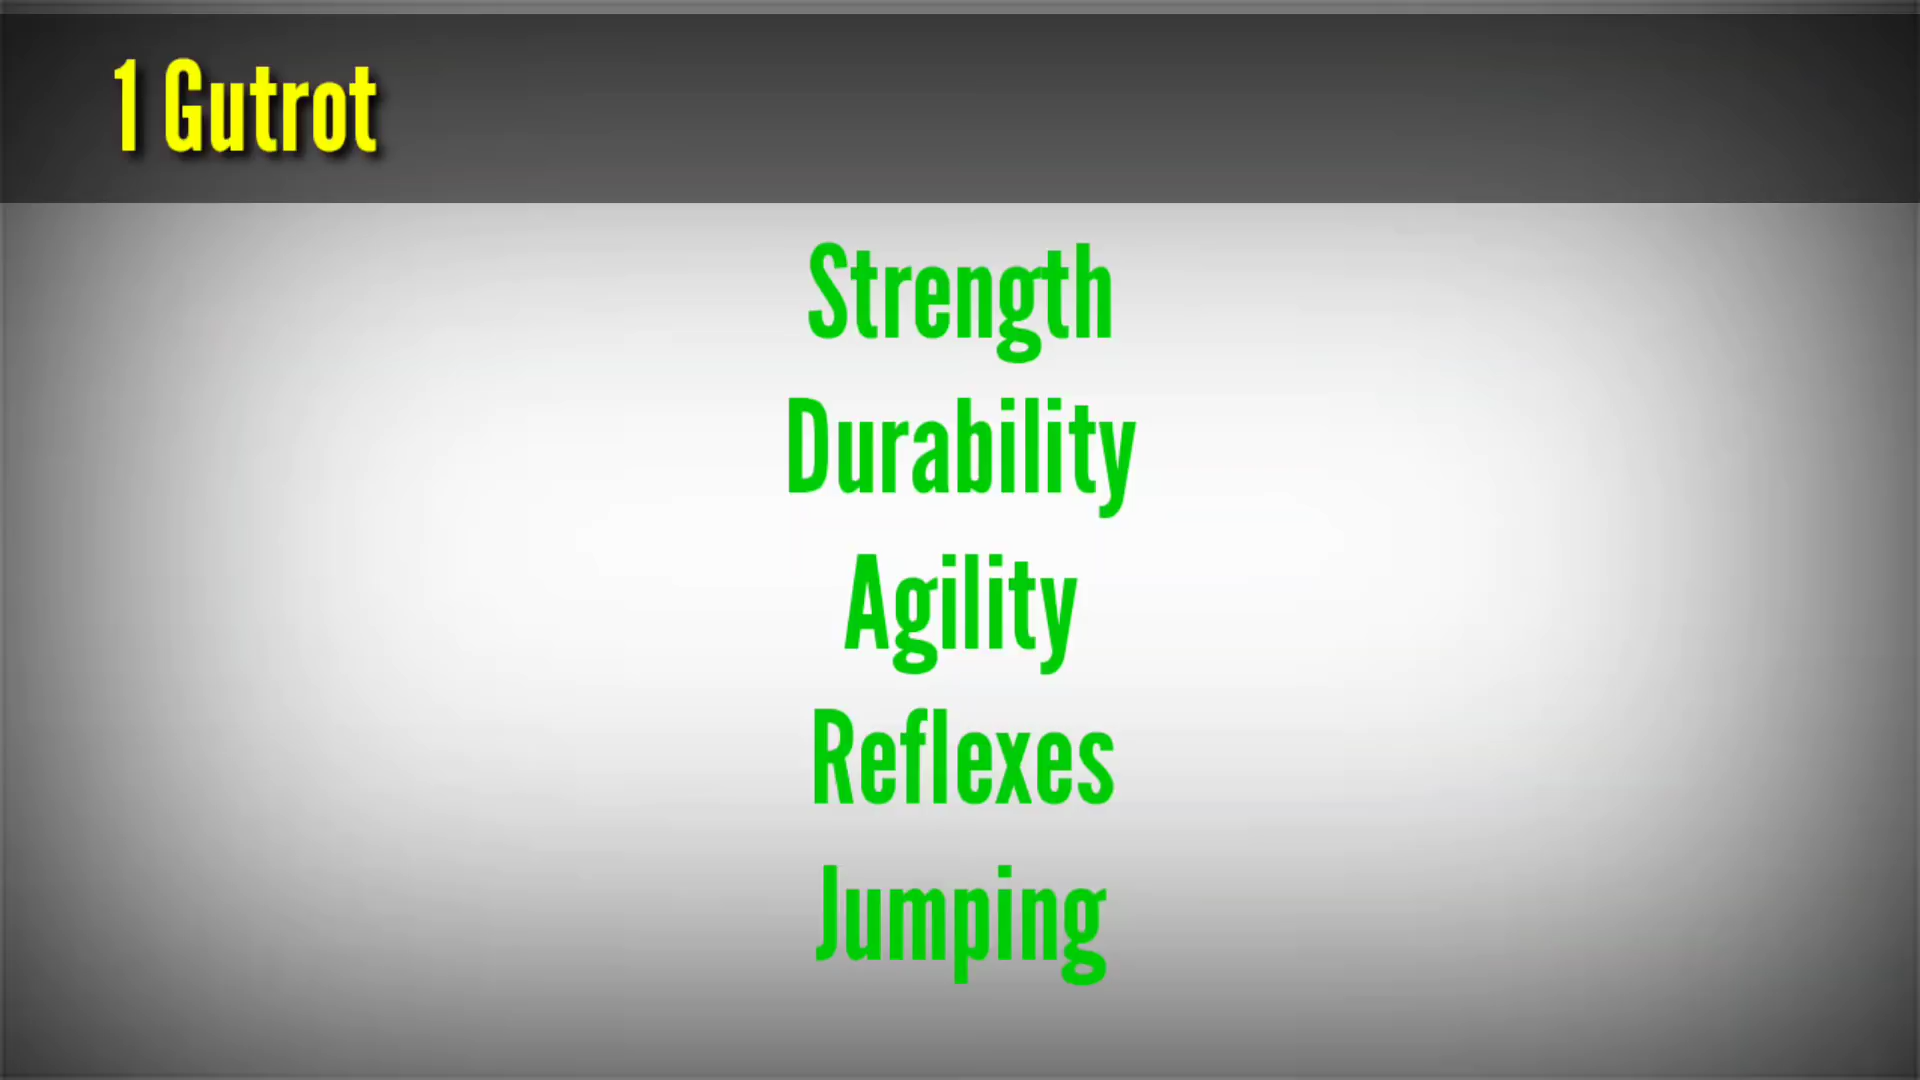 1 Gutrot
Strength
Durability
Agility
Reflexes
Jumping